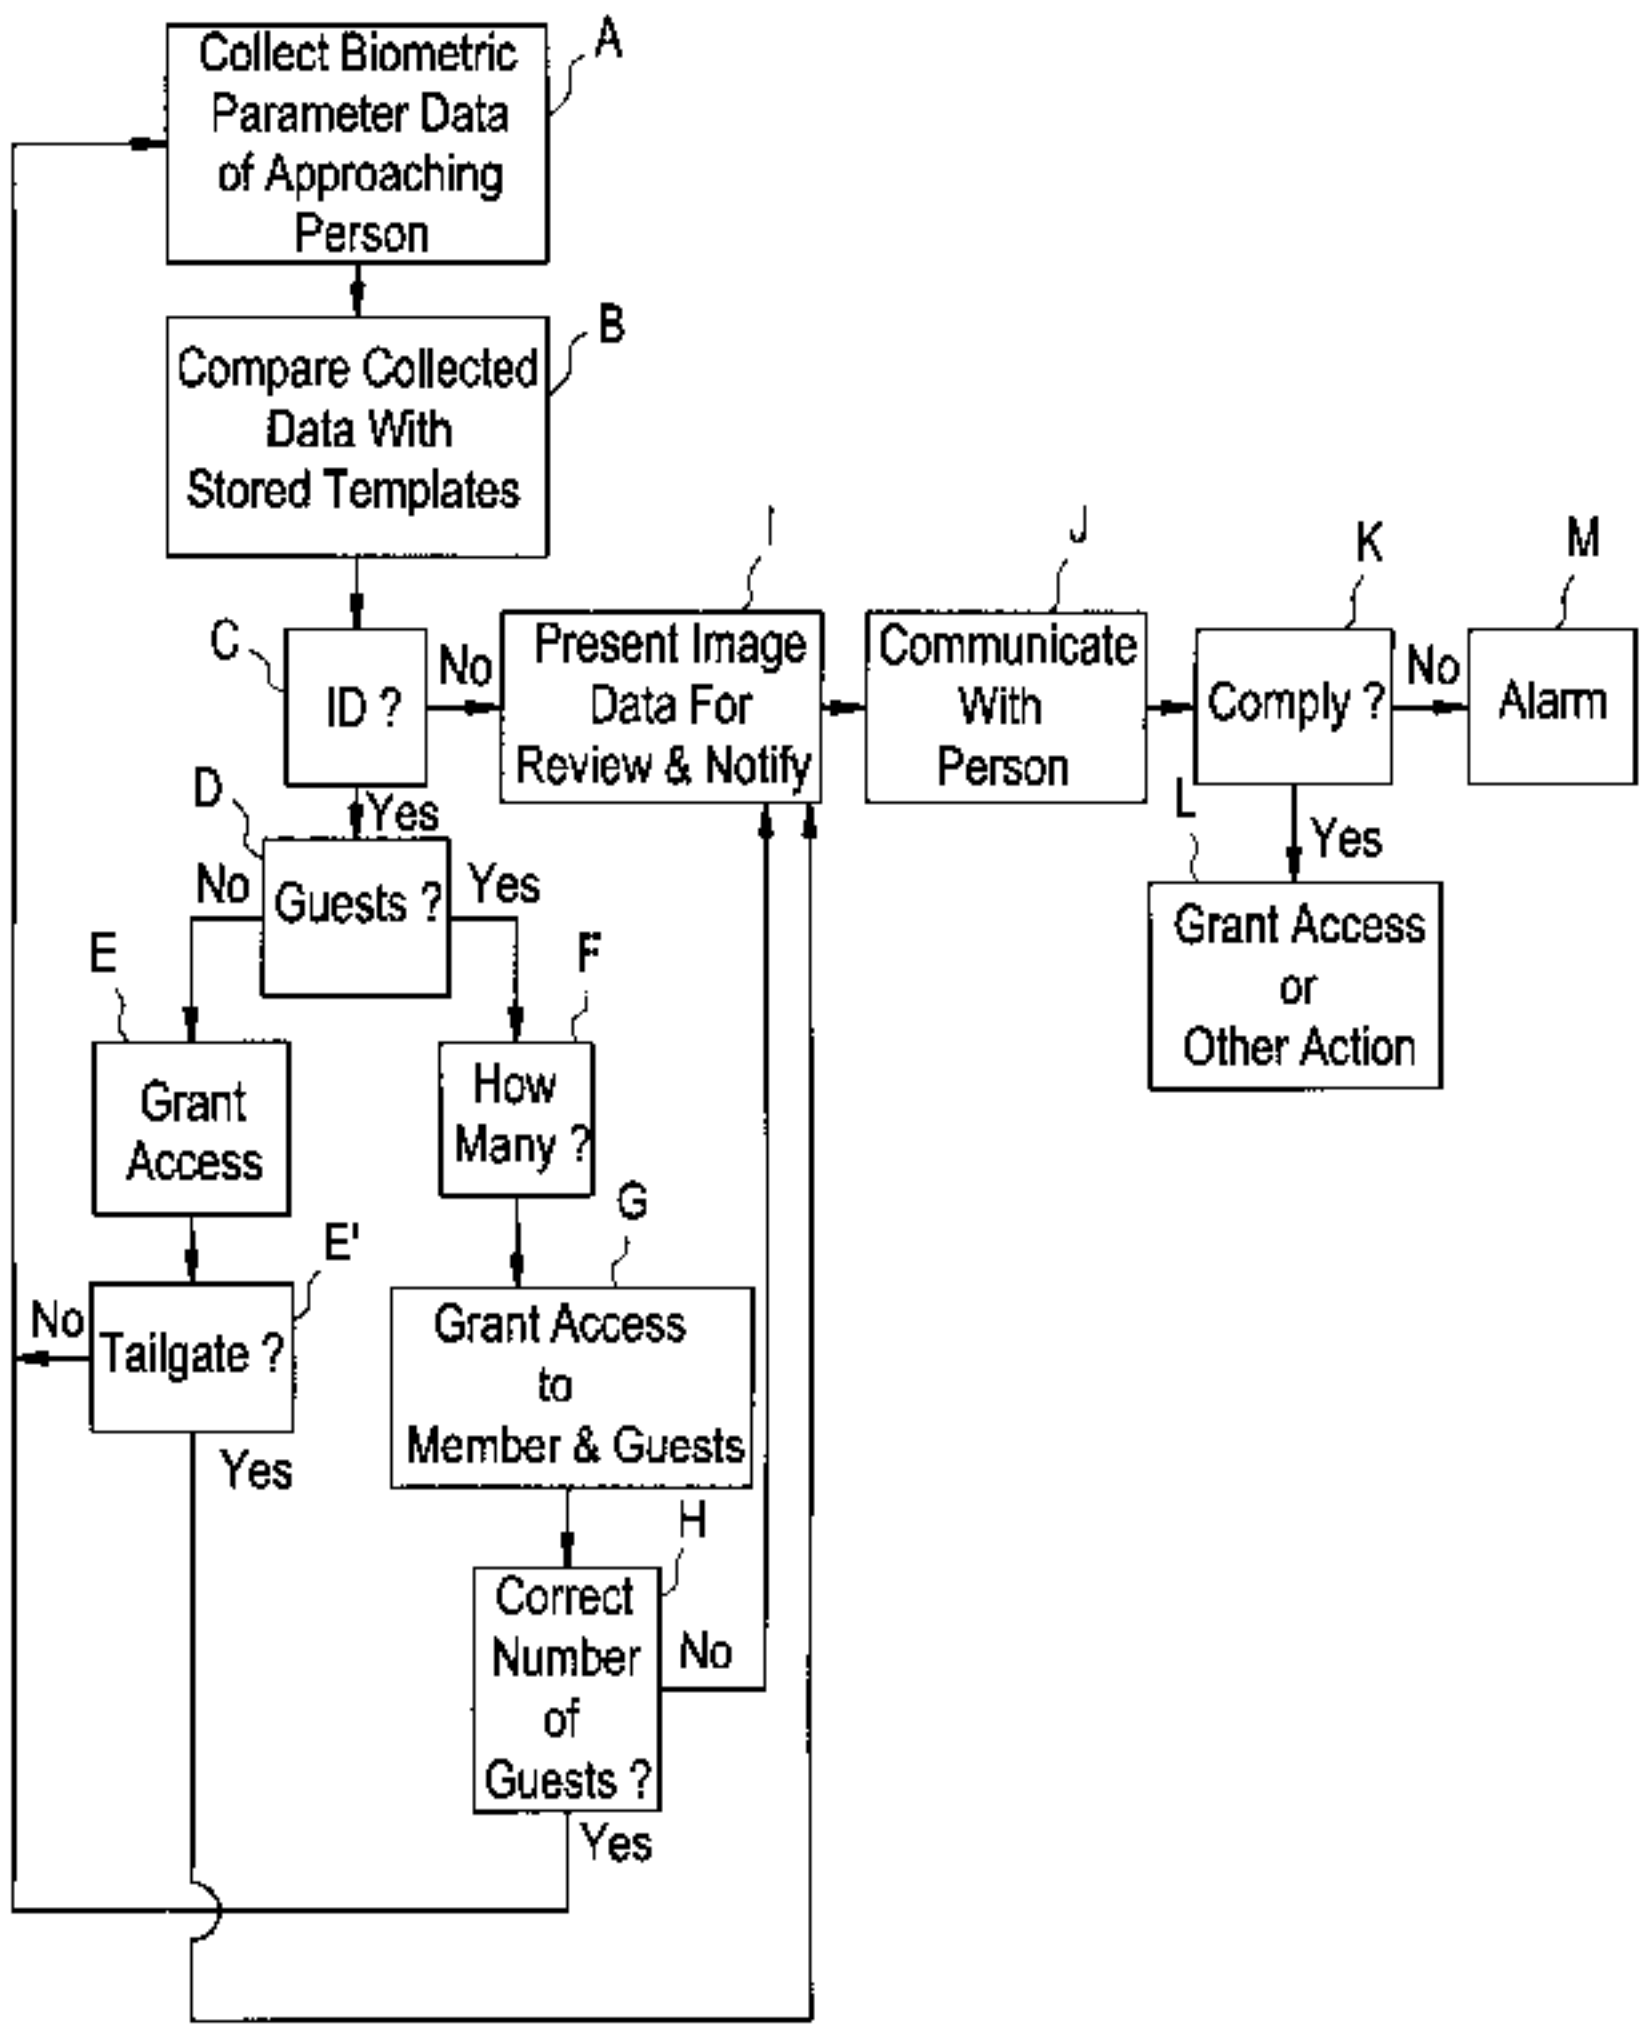 A
Collect Biometric
Parameter Data
of Approaching
Person
B
Compare Collected
Data With
Stored Templates
C
ID ?
No
Yes
I
Present Image
Data For
Review & Notify
J
Communicate
With
Person
K
Comply ?
No
Yes
M
Alarm
L
Grant Access
or
Other Action
D
Guests ?
No
Yes
E
Grant
Access
F
How
Many ?
E'
Tailgate ?
No
Yes
G
Grant Access
to
Member & Guests
H
Correct
Number
of
Guests ?
No
Yes